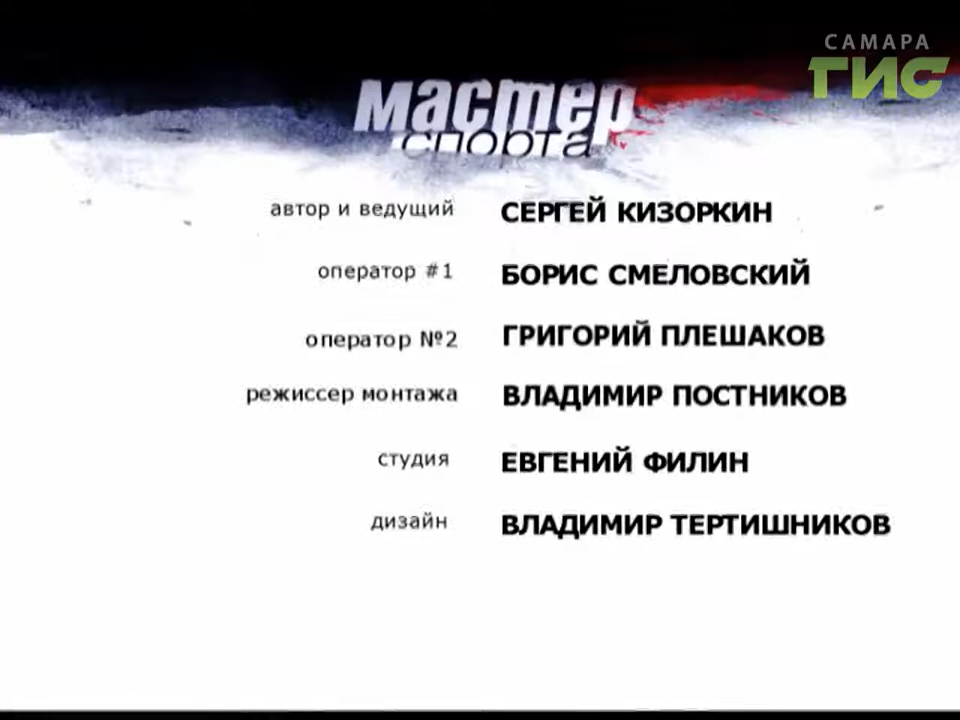 САМАРА
ГИС
мастер
спорта
автор и ведущий СЕРГЕЙ КИЗОРКИН
оператор #1 БОРИС СМЕЛОВСКИЙ
оператор №2 ГРИГОРИЙ ПЛЕШАКОВ
режиссер монтажа ВЛАДИМИР ПОСТНИКОВ
студия ЕВГЕНИЙ ФИЛИН
дизайн ВЛАДИМИР ТЕРТИШНИКОВ